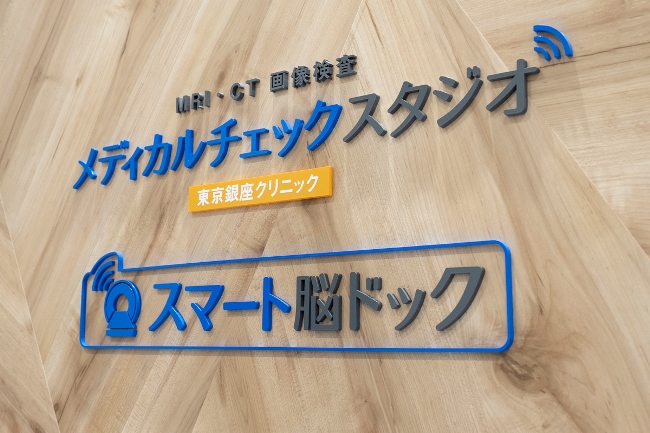 MRI・CT 画像検査
メディカルチェックスタジオ
東京銀座クリニック
スマート脳ドック